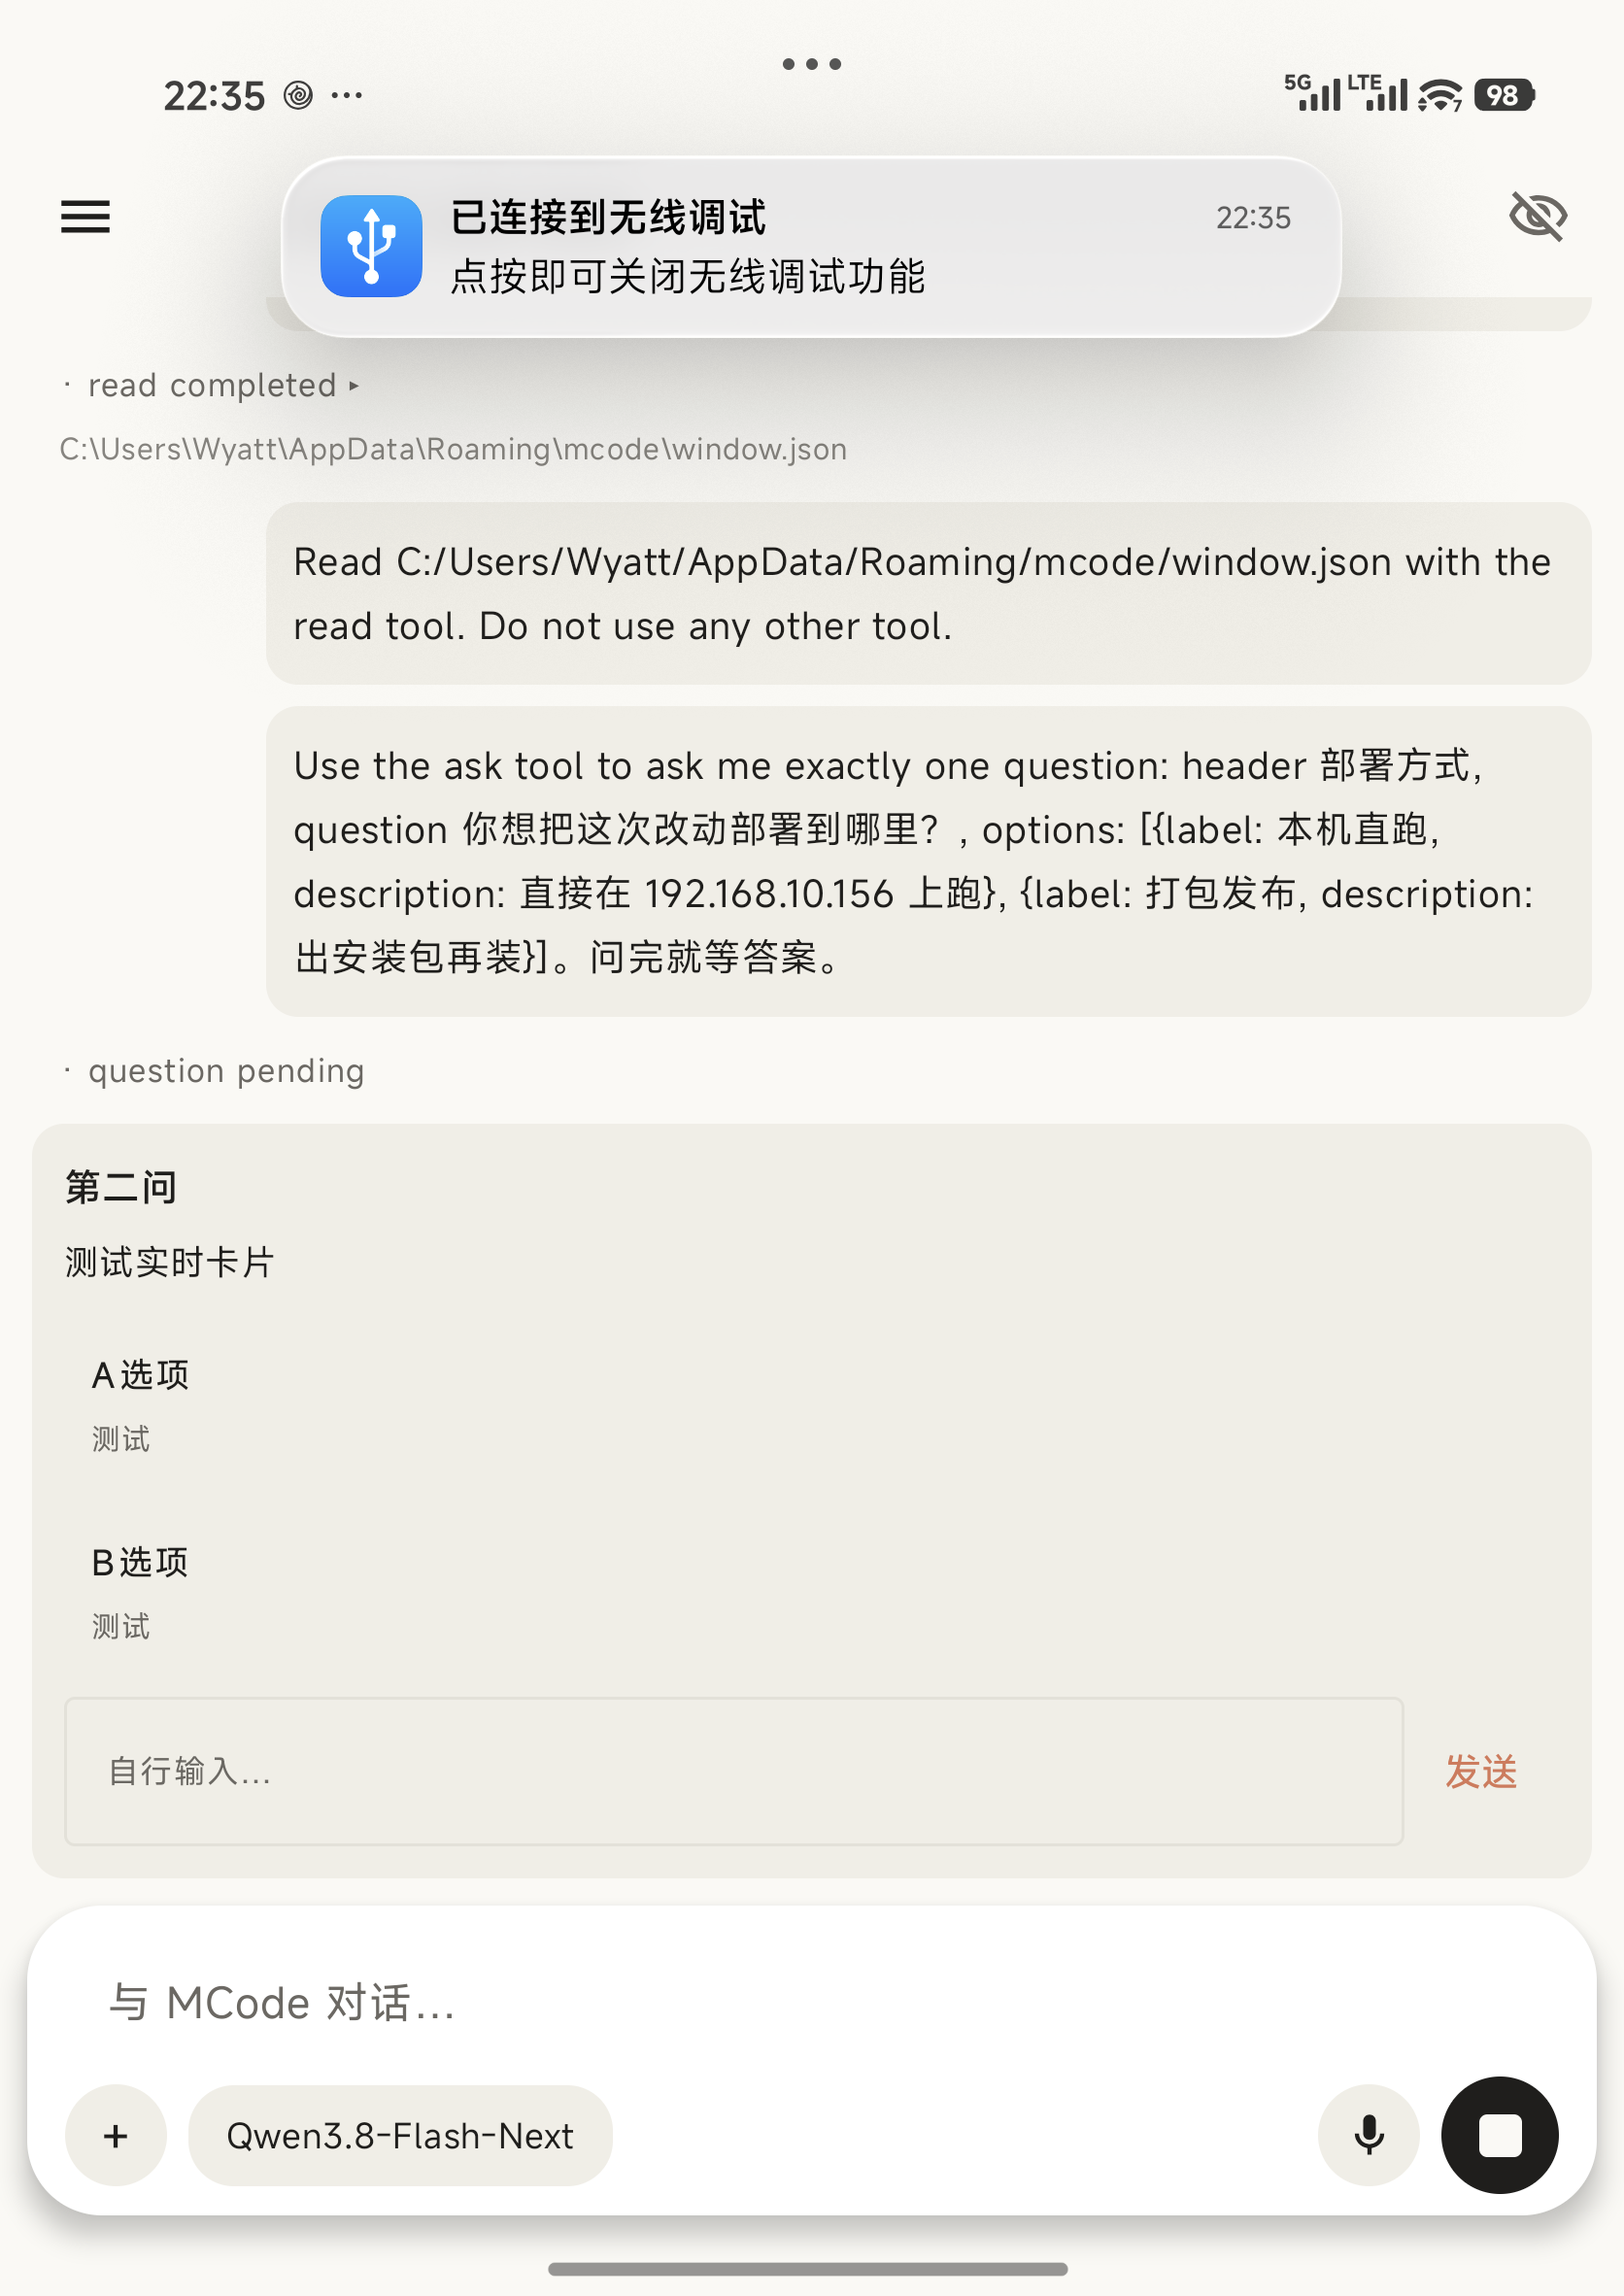 22:35 ...
5G LTE 7 98
已连接到无线调试 22:35
点按即可关闭无线调试功能
· read completed ▸
C:\Users\Wyatt\AppData\Roaming\mcode\window.json
Read C:/Users/Wyatt/AppData/Roaming/mcode/window.json with the
read tool. Do not use any other tool.
Use the ask tool to ask me exactly one question: header 部署方式,
question 你想把这次改动部署到哪里？, options: [{label: 本机直跑,
description: 直接在 192.168.10.156 上跑}, {label: 打包发布, description:
出安装包再装}]。问完就等答案。
· question pending
第二问
测试实时卡片
A选项
测试
B选项
测试
自行输入...
发送
与 MCode 对话...
+ Qwen3.8-Flash-Next